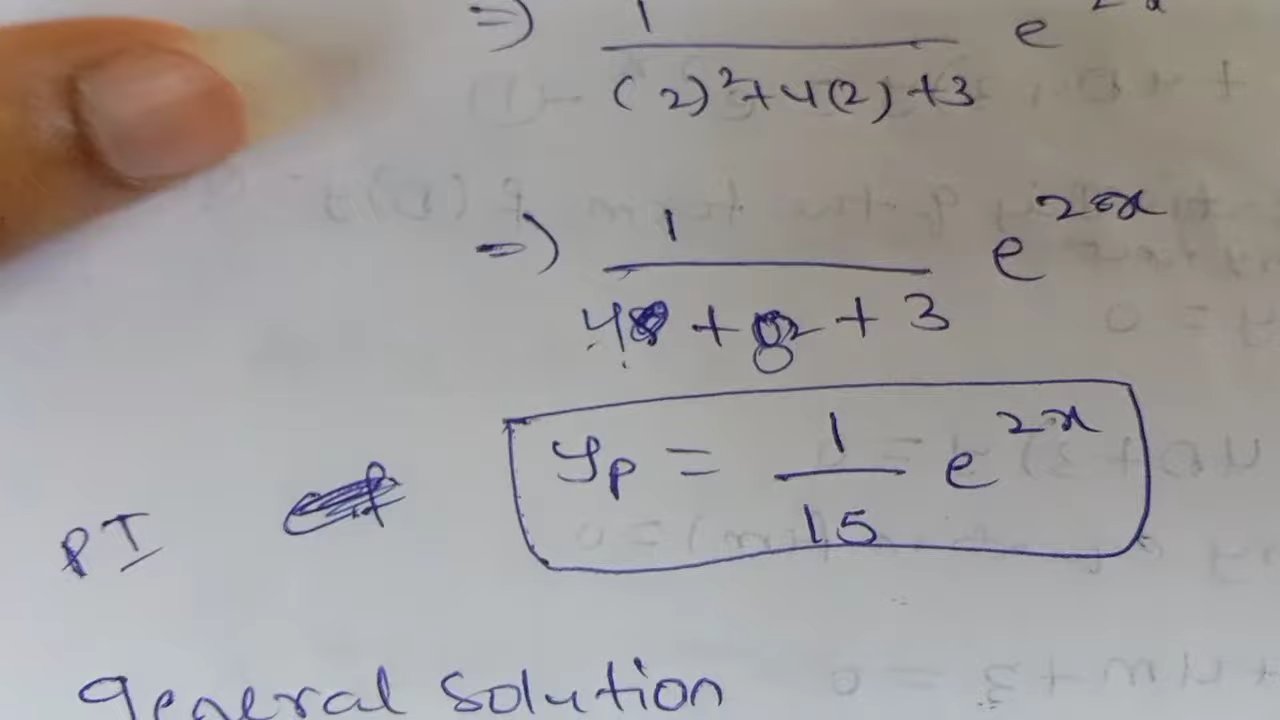 =) 1 / (2)²+4(2)+3 e^2x
=) 1 / 4 + 8 + 3 e^2x
yp = 1 / 15 e^2x
PI
General solution